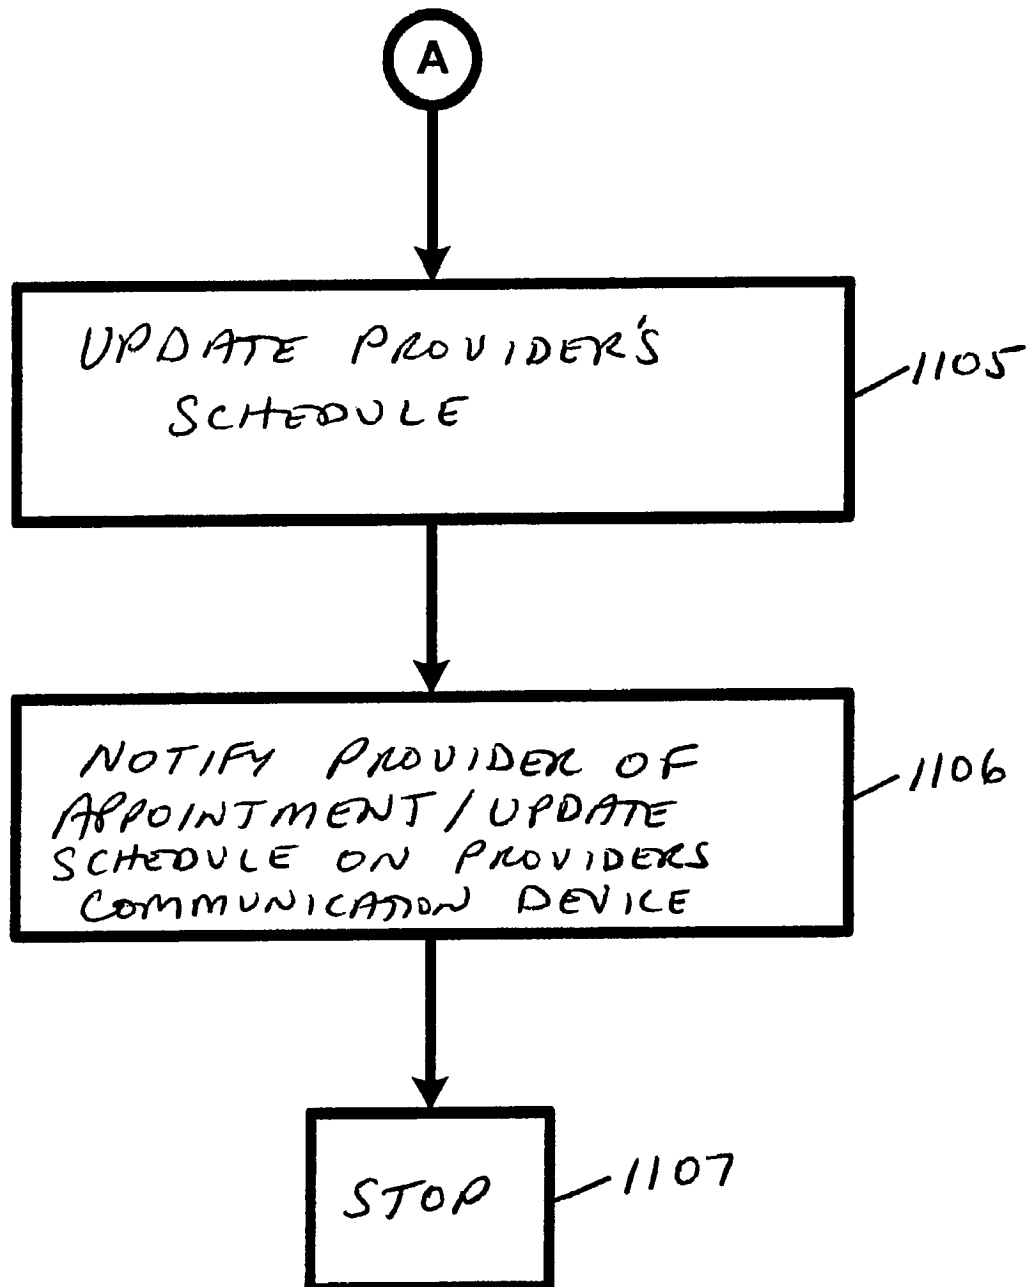 A
UPDATE PROVIDER'S
SCHEDULE
1105
NOTIFY PROVIDER OF
APPOINTMENT/UPDATE
SCHEDULE ON PROVIDERS
COMMUNICATION DEVICE
1106
STOP
1107